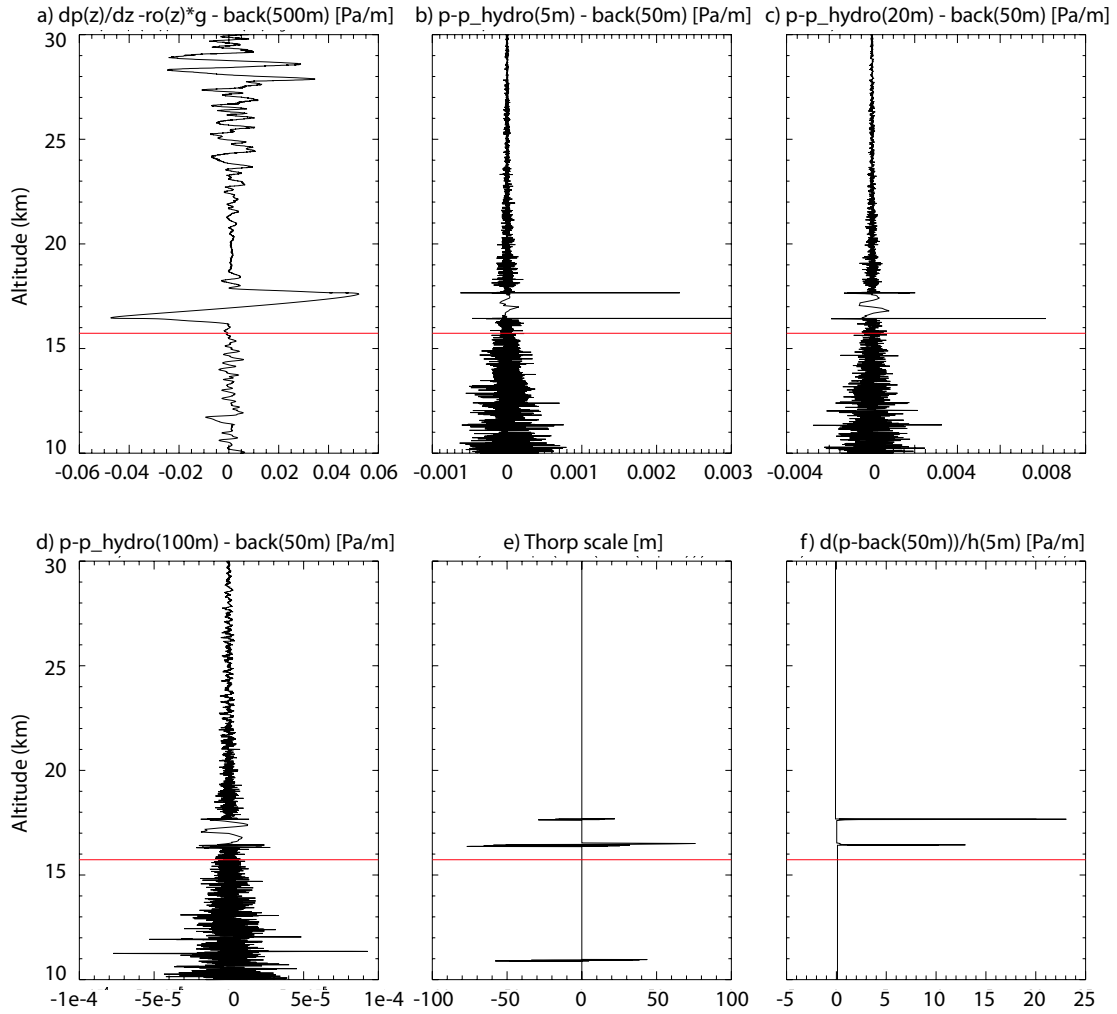 a) dp(z)/dz -ro(z)*g - back(500m) [Pa/m]
b) p-p_hydro(5m) - back(50m) [Pa/m]
c) p-p_hydro(20m) - back(50m) [Pa/m]
30
25
20
15
10
Altitude (km)
-0.06 -0.04 -0.02 0 0.02 0.04 0.06
-0.001 0 0.001 0.002 0.003
-0.004 0 0.004 0.008
d) p-p_hydro(100m) - back(50m) [Pa/m]
e) Thorp scale [m]
f) d(p-back(50m))/h(5m) [Pa/m]
30
25
20
15
10
Altitude (km)
-1e-4 -5e-5 0 5e-5 1e-4
-100 -50 0 50 100
-5 0 5 10 15 20 25